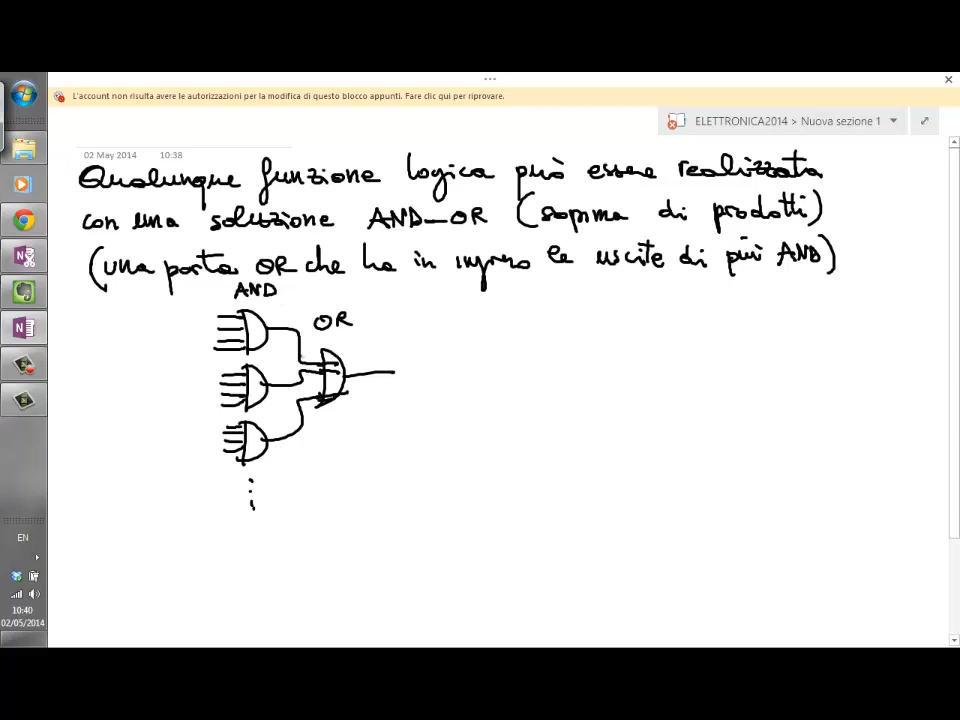 L'account non risulta avere le autorizzazioni per la modifica di questo blocco appunti. Fare clic qui per riprovare.
ELETTRONICA2014 > Nuova sezione 1
02 May 2014 10:38
Qualunque funzione logica può essere realizzata
con una soluzione AND-OR (somma di prodotti)
(una porta OR che ha in ingresso le uscite di più AND)
AND
OR
EN
10:40
02/05/2014